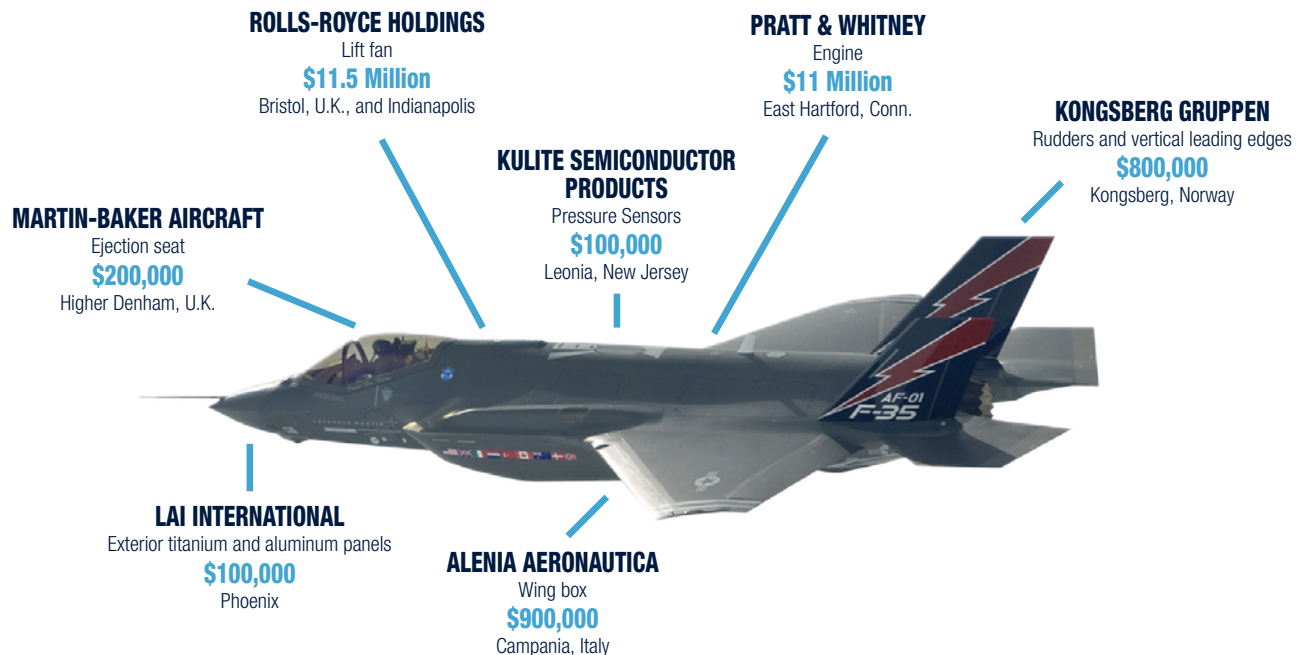 ROLLS-ROYCE HOLDINGS
Lift fan
$11.5 Million
Bristol, U.K., and Indianapolis
PRATT & WHITNEY
Engine
$11 Million
East Hartford, Conn.
KONGSBERG GRUPPEN
Rudders and vertical leading edges
$800,000
Kongsberg, Norway
KULITE SEMICONDUCTOR
PRODUCTS
Pressure Sensors
$100,000
Leonia, New Jersey
MARTIN-BAKER AIRCRAFT
Ejection seat
$200,000
Higher Denham, U.K.
AF-01
F-35
LAI INTERNATIONAL
Exterior titanium and aluminum panels
$100,000
Phoenix
ALENIA AERONAUTICA
Wing box
$900,000
Campania, Italy